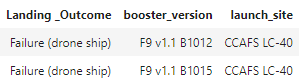 Landing _Outcome booster_version launch_site
Failure (drone ship) F9 v1.1 B1012 CCAFS LC-40
Failure (drone ship) F9 v1.1 B1015 CCAFS LC-40